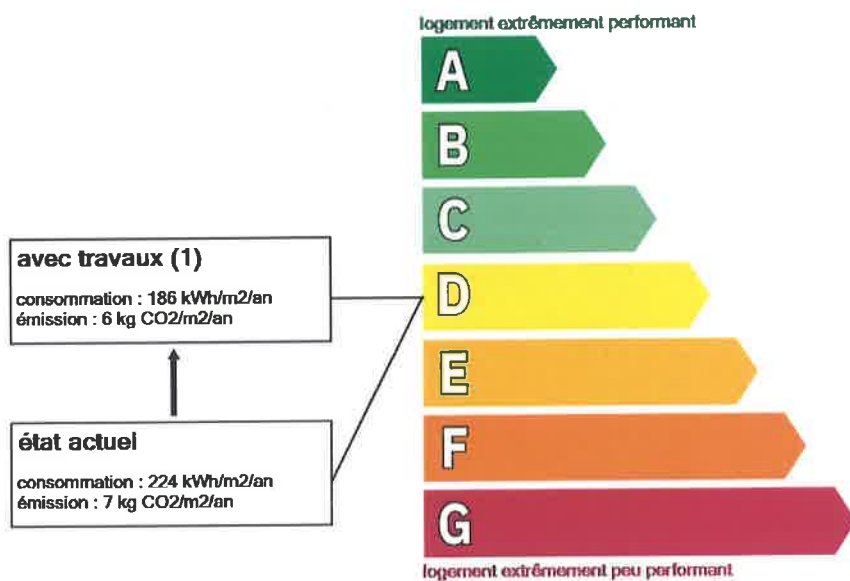 logement extrêmement performant
A
B
C
avec travaux (1)
consommation : 186 kWh/m2/an
émission : 6 kg CO2/m2/an
D
E
état actuel
consommation : 224 kWh/m2/an
émission : 7 kg CO2/m2/an
F
G
logement extrêmement peu performant